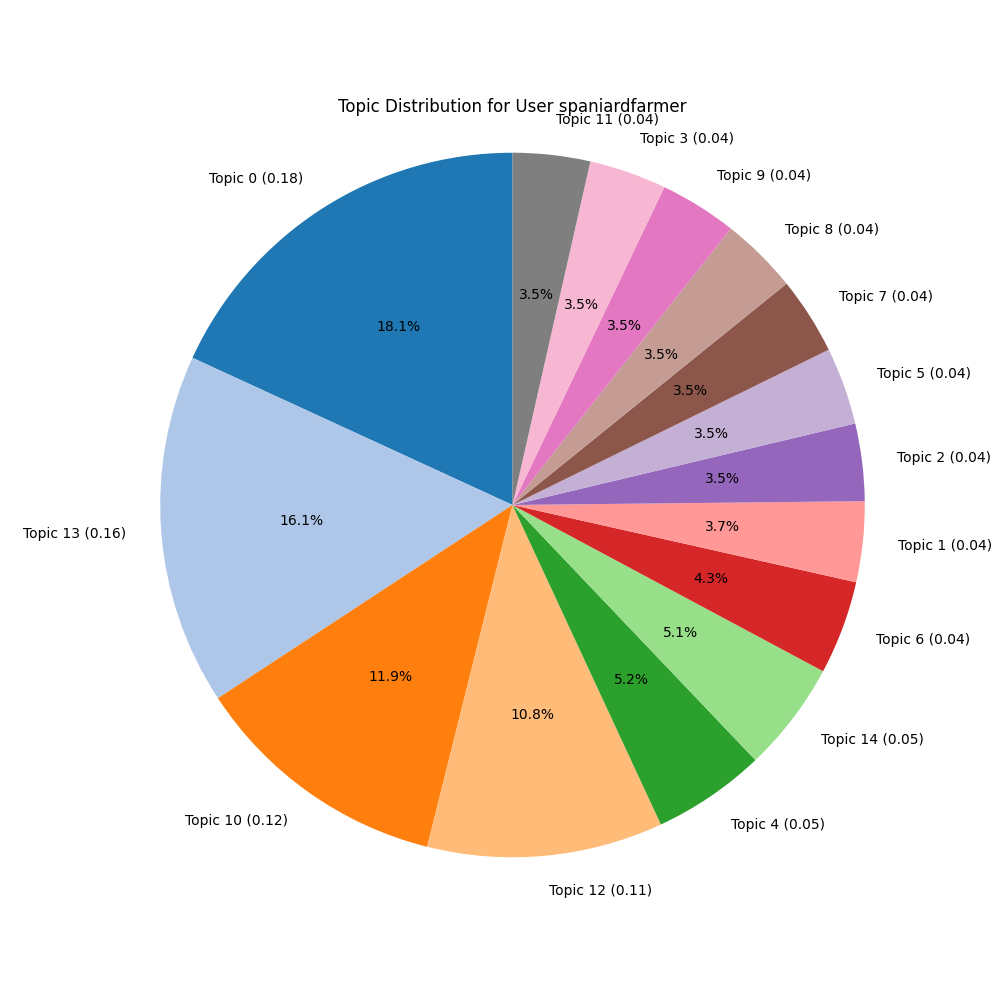 Topic Distribution for User spaniardfarmer
Topic 11 (0.04)
Topic 3 (0.04)
Topic 9 (0.04)
Topic 0 (0.18)
Topic 8 (0.04)
Topic 7 (0.04)
3.5%
3.5%
3.5%
18.1%
3.5%
Topic 5 (0.04)
3.5%
3.5%
Topic 2 (0.04)
3.5%
16.1%
3.7%
Topic 13 (0.16)
Topic 1 (0.04)
4.3%
5.1%
Topic 6 (0.04)
11.9%
5.2%
10.8%
Topic 14 (0.05)
Topic 10 (0.12)
Topic 4 (0.05)
Topic 12 (0.11)